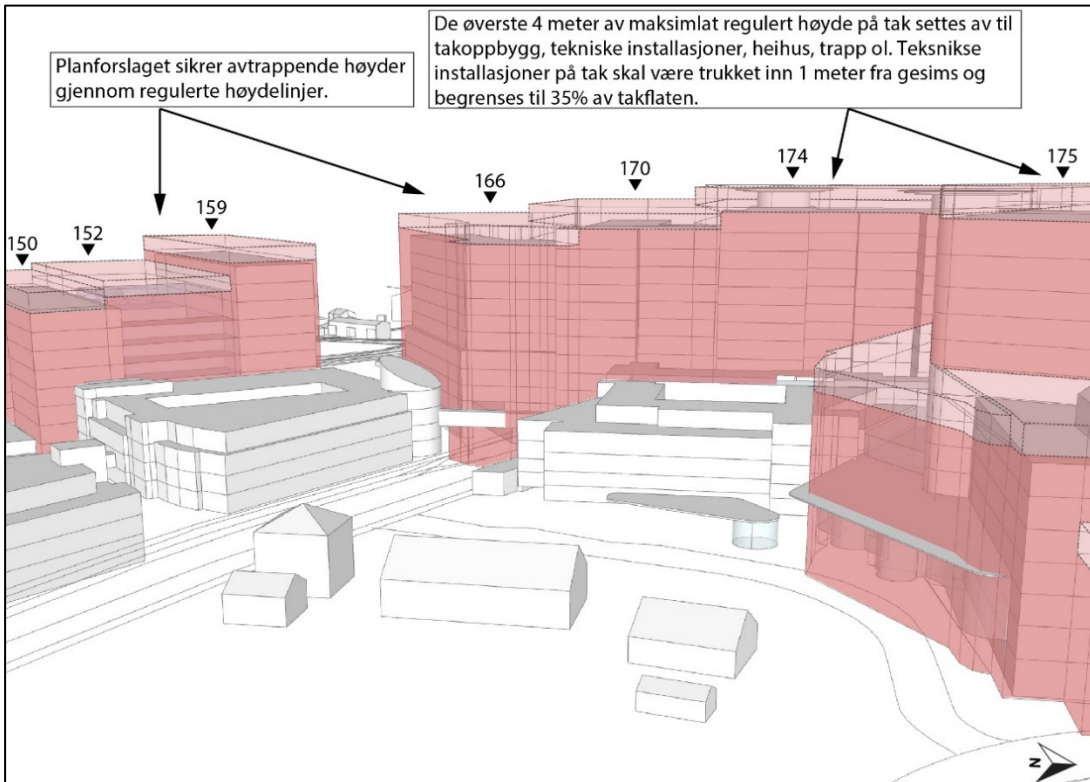 De øverste 4 meter av maksimlat regulert høyde på tak settes av til
takoppbygg, tekniske installasjoner, heihus, trapp ol. Teksnikse
installasjoner på tak skal være trukket inn 1 meter fra gesims og
begrenses til 35% av takflaten.
Planforslaget sikrer avtrappende høyder
gjennom regulerte høydelinjer.
150
152
159
166
170
174
175
N